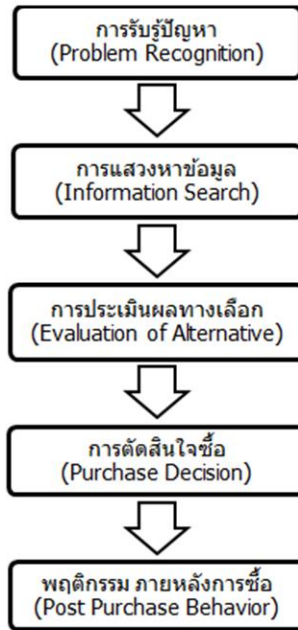 การรับรู้ปัญหา
(Problem Recognition)
การแสวงหาข้อมูล
(Information Search)
การประเมินผลทางเลือก
(Evaluation of Alternative)
การตัดสินใจซื้อ
(Purchase Decision)
พฤติกรรม ภายหลังการซื้อ
(Post Purchase Behavior)